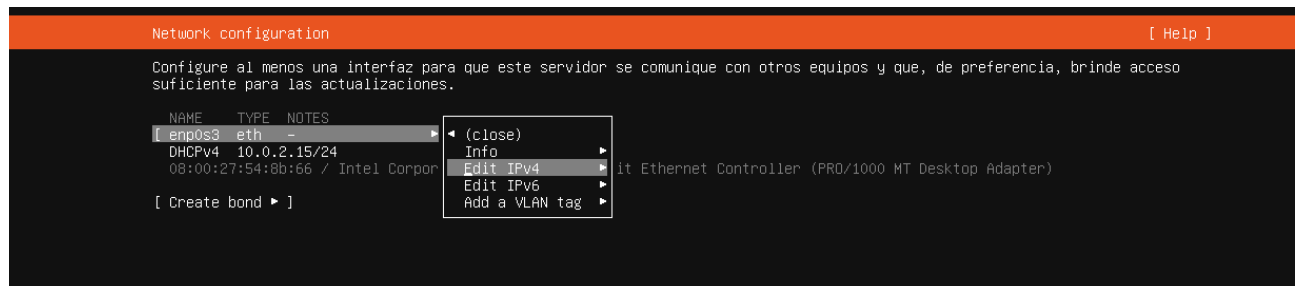 Network configuration [ Help ]
Configure al menos una interfaz para que este servidor se comunique con otros equipos y que, de preferencia, brinde acceso
suficiente para las actualizaciones.
NAME TYPE NOTES
[ enp0s3 eth - ▸ ◂ (close)
DHCPv4 10.0.2.15/24 Info ▸
08:00:27:54:8b:66 / Intel Corpor Edit IPv4 ▸ it Ethernet Controller (PRO/1000 MT Desktop Adapter)
Edit IPv6 ▸
[ Create bond ▸ ] Add a VLAN tag ▸